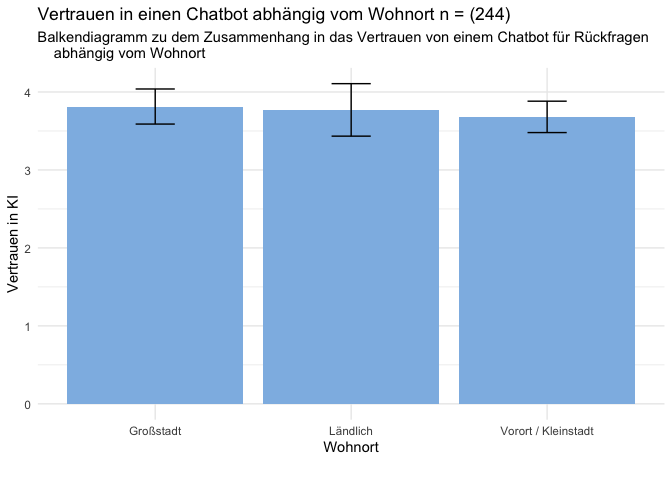 Vertrauen in einen Chatbot abhängig vom Wohnort n = (244)
Balkendiagramm zu dem Zusammenhang in das Vertrauen von einem Chatbot für Rückfragen
abhängig vom Wohnort
4
3
2
1
0
Vertrauen in KI
Großstadt
Ländlich
Vorort / Kleinstadt
Wohnort